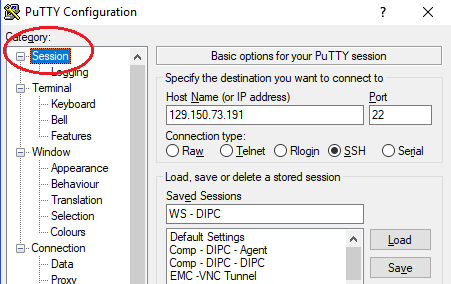 PuTTY Configuration
?
Category:
Session
Logging
Terminal
Keyboard
Bell
Features
Window
Appearance
Behaviour
Translation
Selection
Colours
Connection
Data
Proxy
Basic options for your PuTTY session
Specify the destination you want to connect to
Host Name (or IP address) Port
129.150.73.191 22
Connection type:
Raw Telnet Rlogin SSH Serial
Load, save or delete a stored session
Saved Sessions
WS - DIPC
Default Settings
Comp - DIPC - Agent
Comp - DIPC - DIPC
EMC -VNC Tunnel
Load
Save